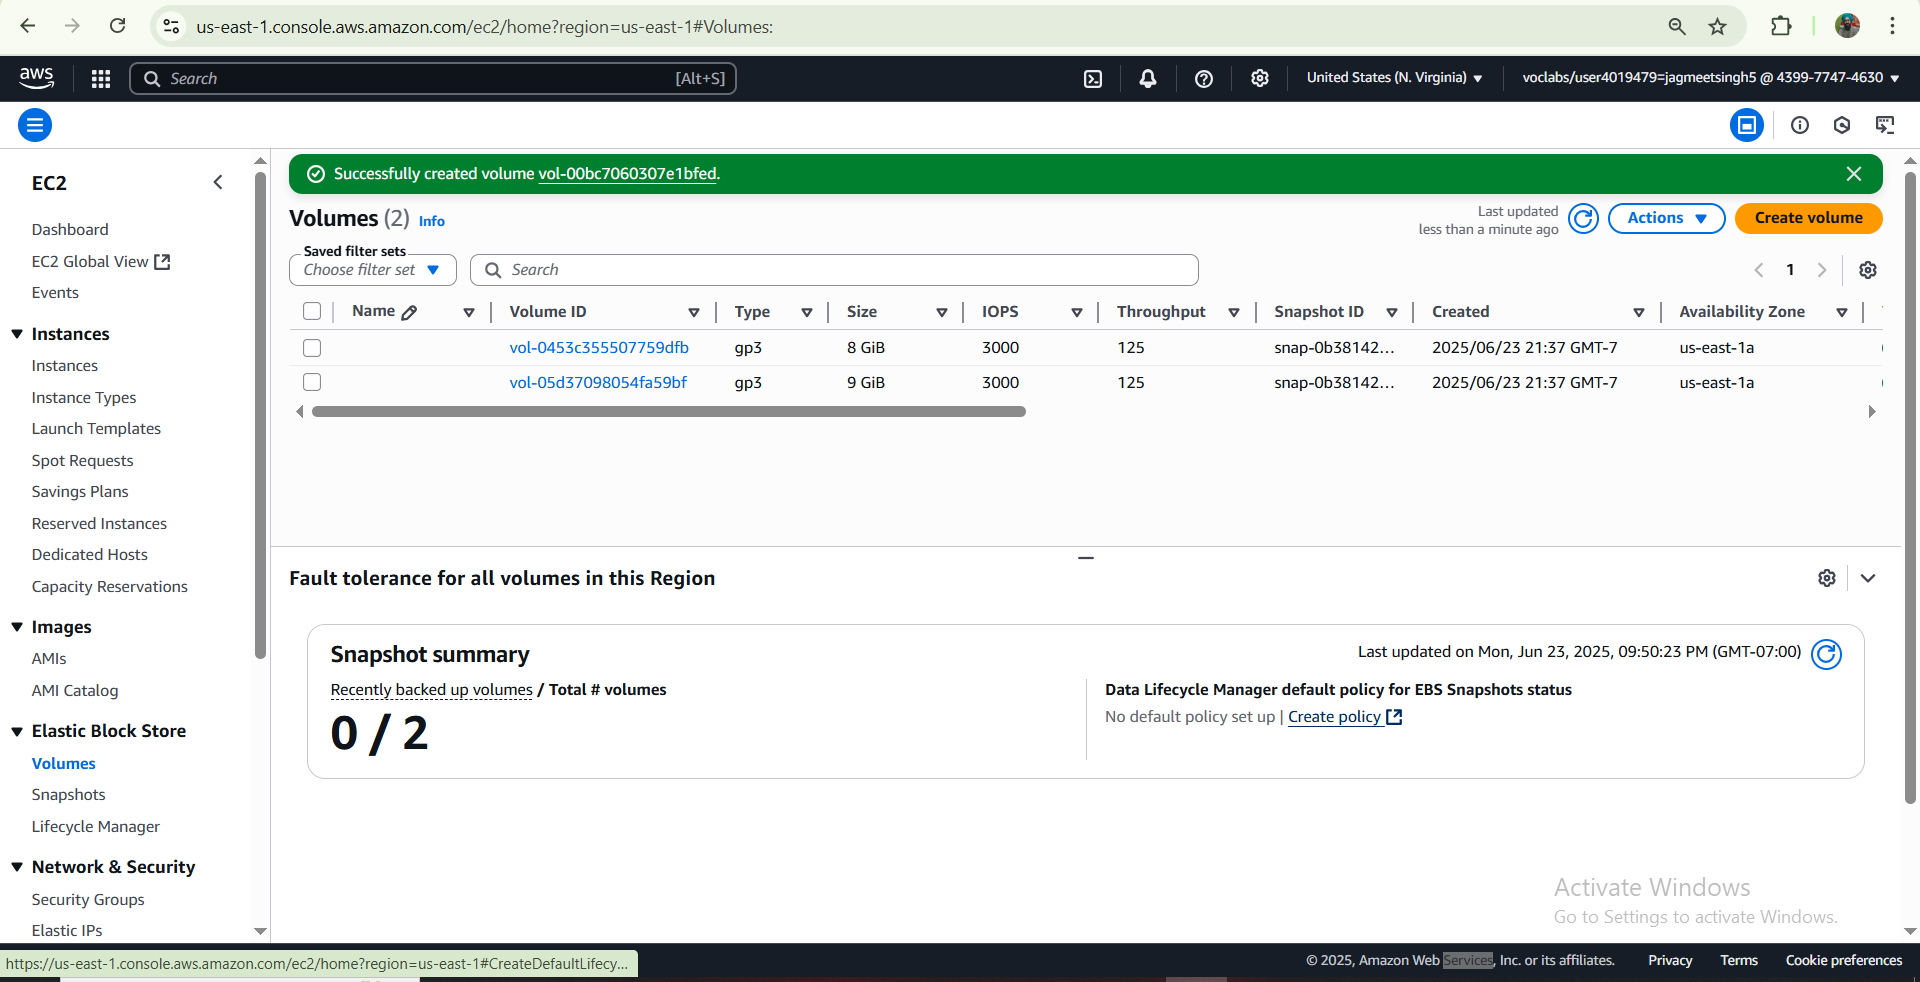 us-east-1.console.aws.amazon.com/ec2/home?region=us-east-1#Volumes:
aws
Search [Alt+S]
United States (N. Virginia) ▼
voclabs/user4019479=jagmeetsingh5 @ 4399-7747-4630 ▼
EC2
Dashboard
EC2 Global View
Events
Instances
Instances
Instance Types
Launch Templates
Spot Requests
Savings Plans
Reserved Instances
Dedicated Hosts
Capacity Reservations
Images
AMIs
AMI Catalog
Elastic Block Store
Volumes
Snapshots
Lifecycle Manager
Network & Security
Security Groups
Elastic IPs
Successfully created volume vol-00bc7060307e1bfed.
Volumes (2) Info
Last updated
less than a minute ago
Actions ▼
Create volume
Saved filter sets
Choose filter set
Search
1
Name Volume ID Type Size IOPS Throughput Snapshot ID Created Availability Zone
vol-0453c355507759dfb gp3 8 GiB 3000 125 snap-0b38142... 2025/06/23 21:37 GMT-7 us-east-1a
vol-05d37098054fa59bf gp3 9 GiB 3000 125 snap-0b38142... 2025/06/23 21:37 GMT-7 us-east-1a
Fault tolerance for all volumes in this Region
Snapshot summary
Last updated on Mon, Jun 23, 2025, 09:50:23 PM (GMT-07:00)
Recently backed up volumes / Total # volumes
0 / 2
Data Lifecycle Manager default policy for EBS Snapshots status
No default policy set up | Create policy
Activate Windows
Go to Settings to activate Windows.
https://us-east-1.console.aws.amazon.com/ec2/home?region=us-east-1#CreateDefaultLifecy...
© 2025, Amazon Web Services, Inc. or its affiliates.
Privacy
Terms
Cookie preferences